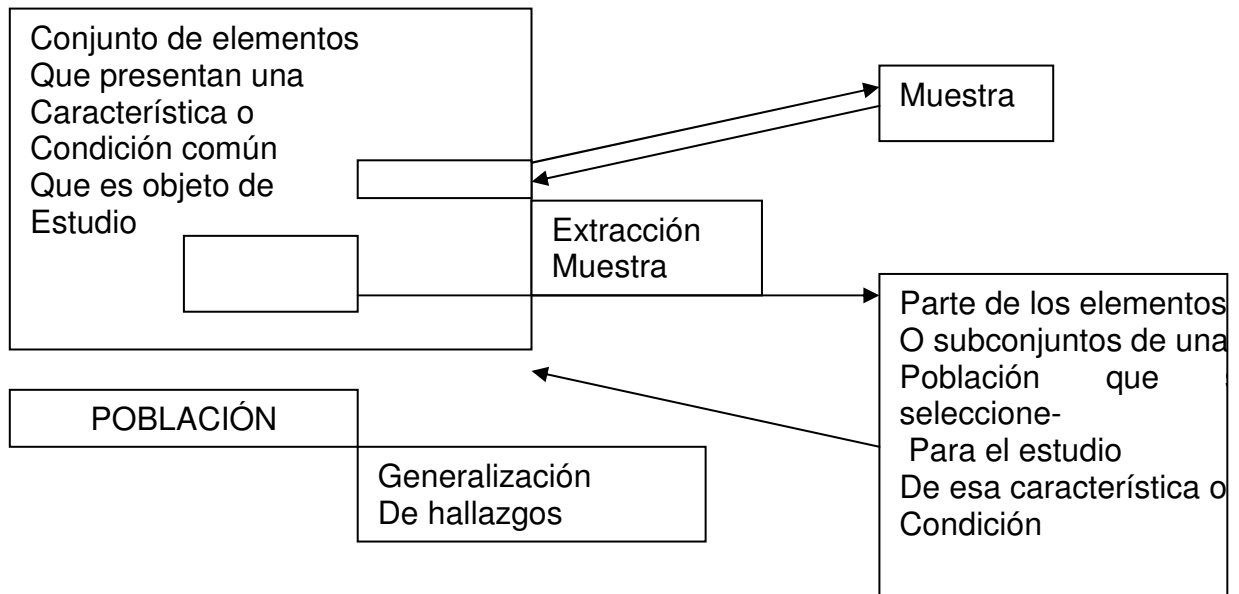 Conjunto de elementos
Que presentan una
Característica o
Condición común
Que es objeto de
Estudio
Muestra
Extracción
Muestra
Parte de los elementos
O subconjuntos de una
Población que
seleccione-
Para el estudio
De esa característica o
Condición
POBLACIÓN
Generalización
De hallazgos